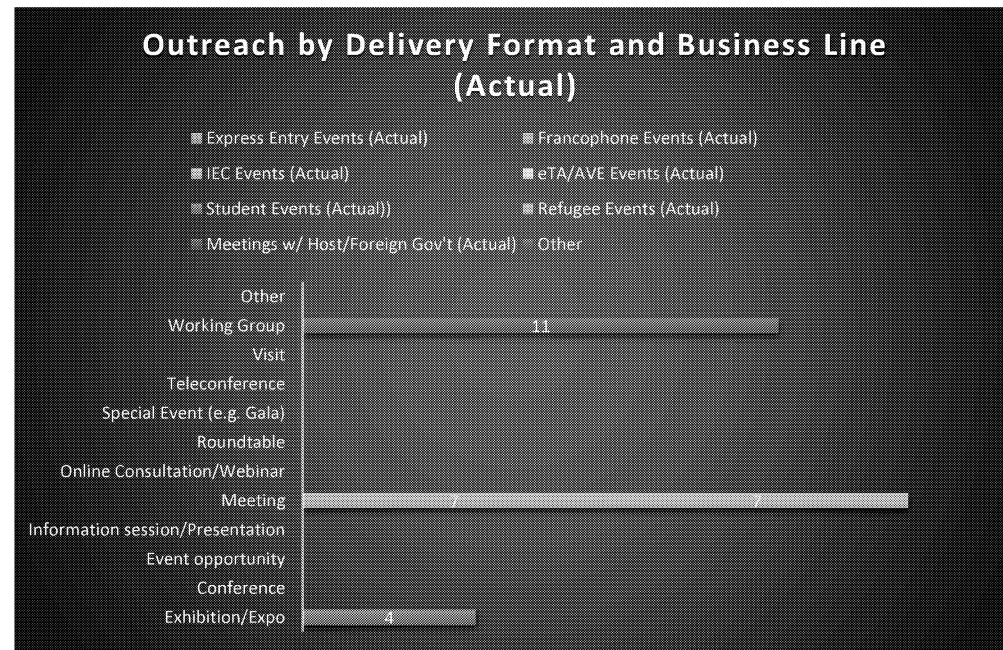 Outreach by Delivery Format and Business Line
(Actual)
Express Entry Events (Actual)
Francophone Events (Actual)
IEC Events (Actual)
eTA/AVE Events (Actual)
Student Events (Actual))
Refugee Events (Actual)
Meetings w/ Host/Foreign Gov't (Actual)
Other
Other
Working Group
11
Visit
Teleconference
Special Event (e.g. Gala)
Roundtable
Online Consultation/Webinar
Meeting
7
7
Information session/Presentation
Event opportunity
Conference
Exhibition/Expo
4